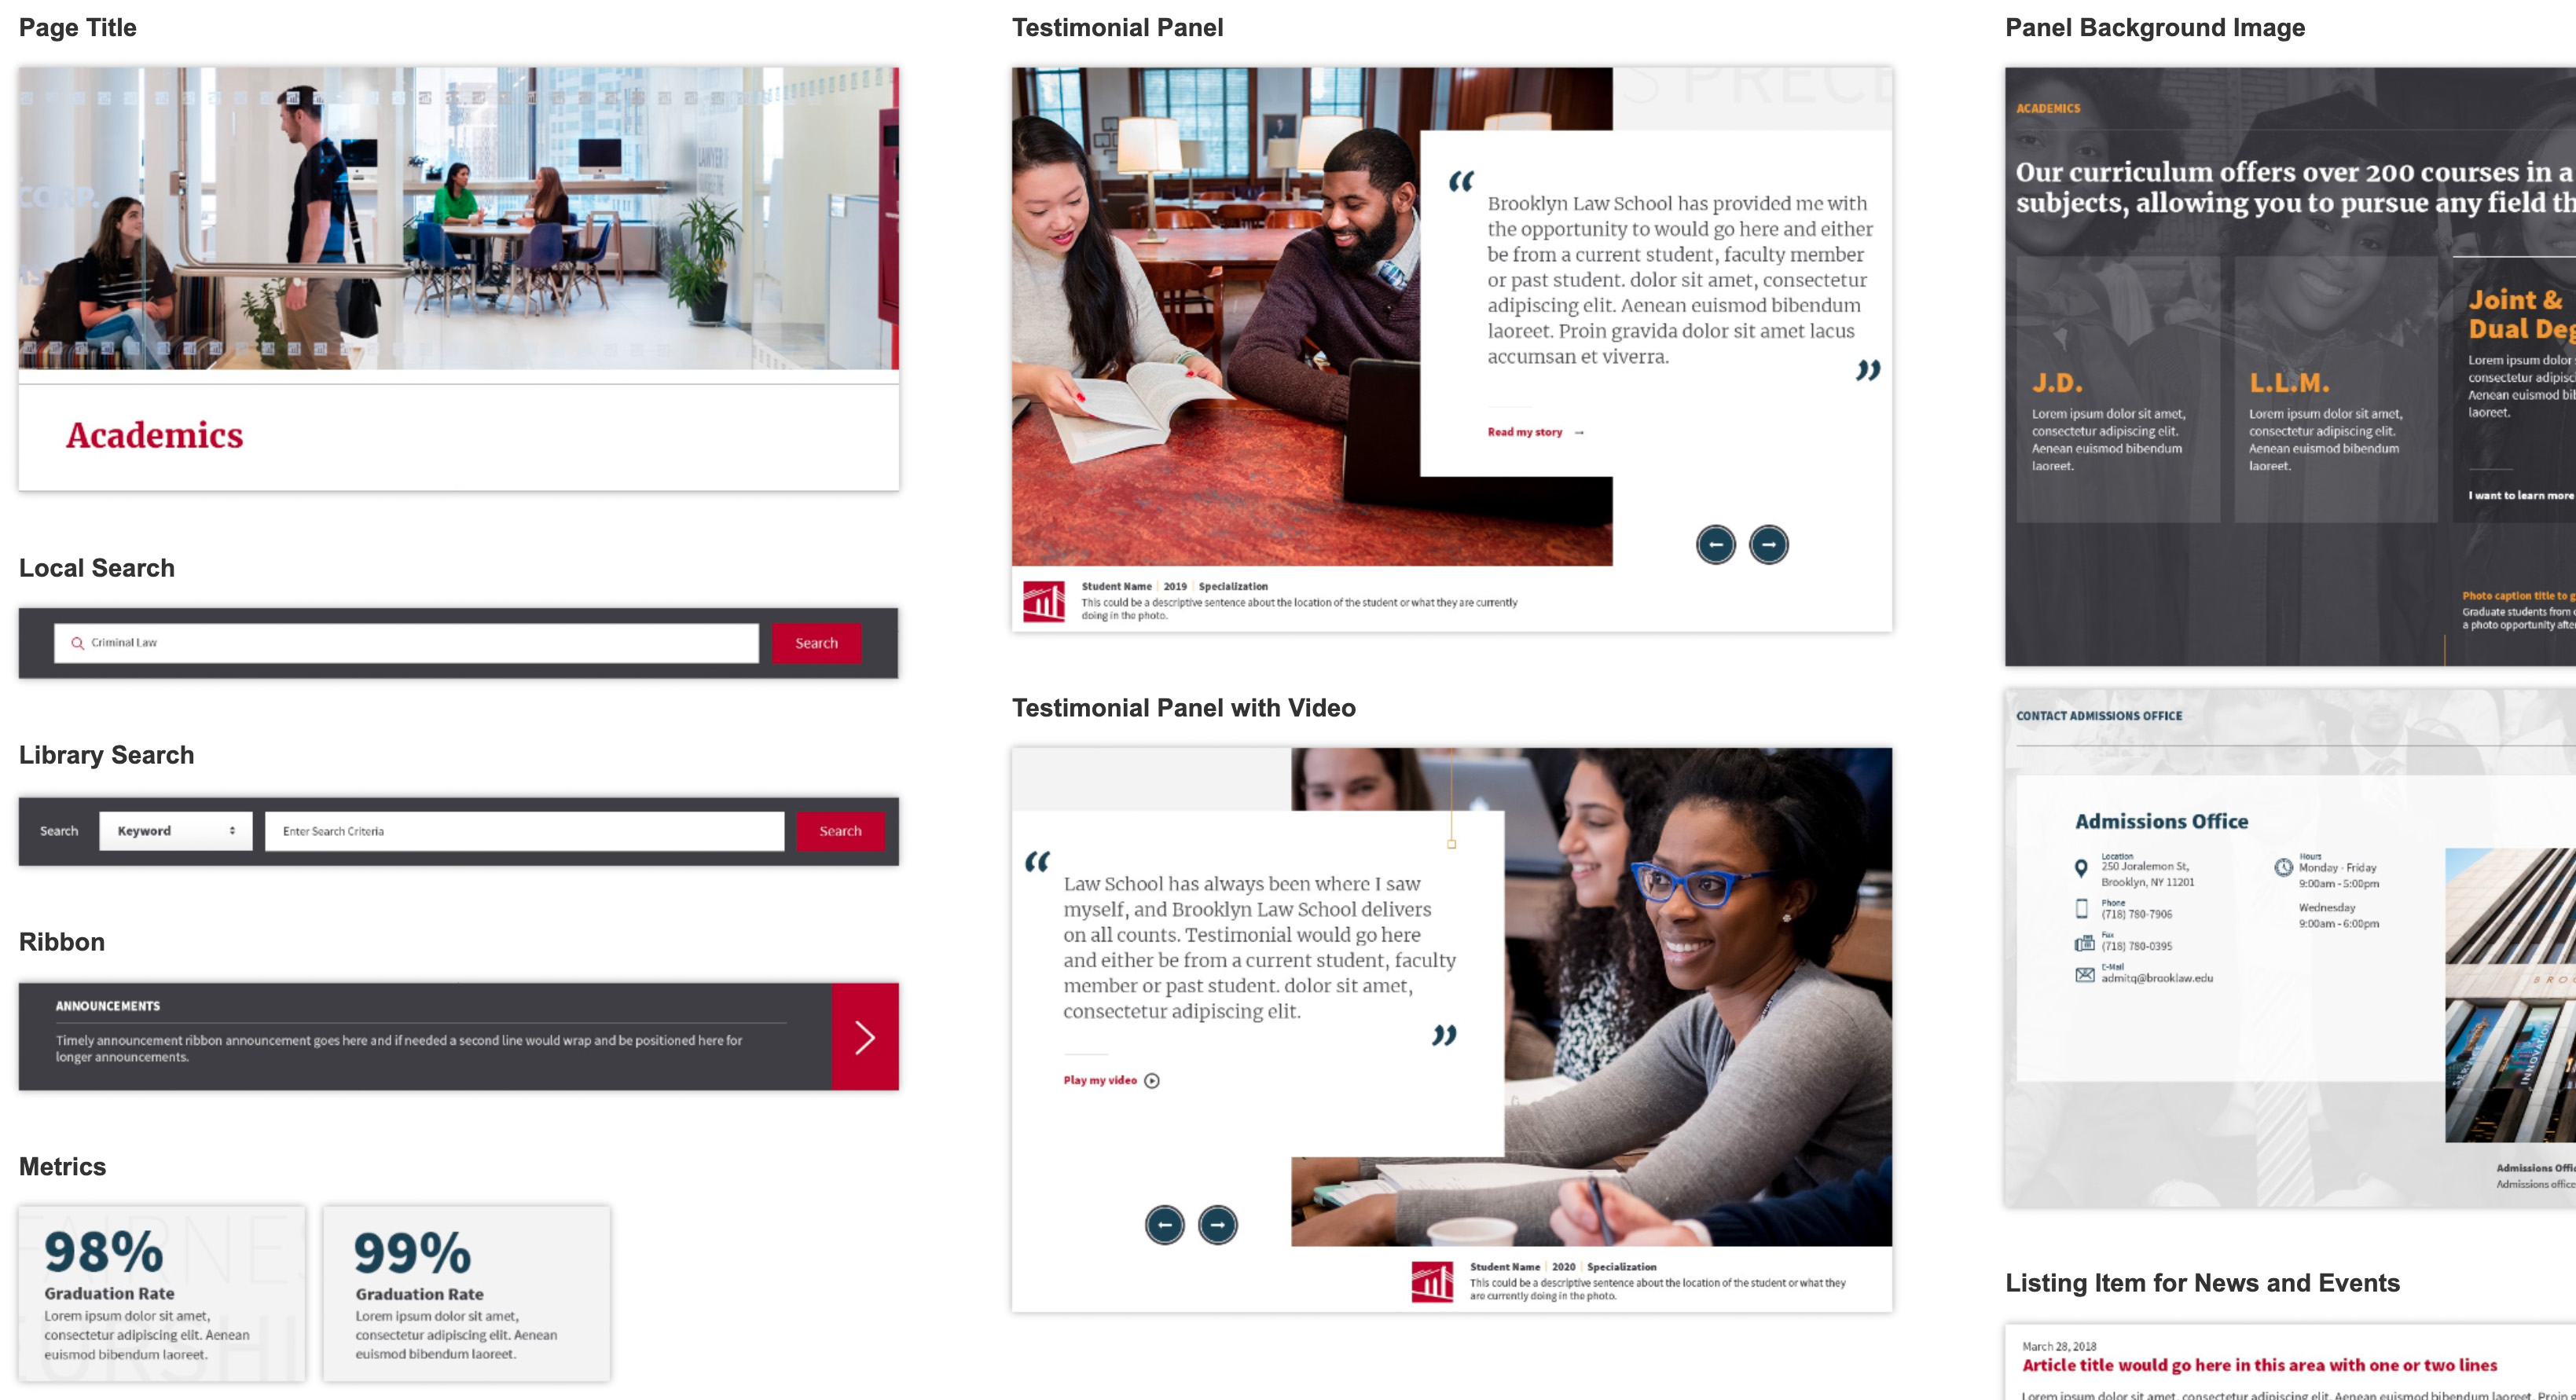 Page Title
CORP.
LAWYER
Academics
Local Search
Criminal Law
Search
Library Search
Search
Keyword
Enter Search Criteria
Search
Ribbon
ANNOUNCEMENTS
Timely announcement ribbon announcement goes here and if needed a second line would wrap and be positioned here for
longer announcements.
Metrics
98%
Graduation Rate
Lorem ipsum dolor sit amet,
consectetur adipiscing elit. Aenean
euismod bibendum laoreet.
99%
Graduation Rate
Lorem ipsum dolor sit amet,
consectetur adipiscing elit. Aenean
euismod bibendum laoreet.
Testimonial Panel
S PRECE
“
Brooklyn Law School has provided me with
the opportunity to would go here and either
be from a current student, faculty member
or past student. dolor sit amet, consectetur
adipiscing elit. Aenean euismod bibendum
laoreet. Proin gravida dolor sit amet lacus
accumsan et viverra.
”
Read my story →
← →
Student Name | 2019 | Specialization
This could be a descriptive sentence about the location of the student or what they are currently
doing in the photo.
Testimonial Panel with Video
“
Law School has always been where I saw
myself, and Brooklyn Law School delivers
on all counts. Testimonial would go here
and either be from a current student, faculty
member or past student. dolor sit amet,
consectetur adipiscing elit.
”
Play my video
← →
Student Name | 2020 | Specialization
This could be a descriptive sentence about the location of the student or what they
are currently doing in the photo.
Panel Background Image
ACADEMICS
Our curriculum offers over 200 courses in a
subjects, allowing you to pursue any field th
J.D.
Lorem ipsum dolor sit amet,
consectetur adipiscing elit.
Aenean euismod bibendum
laoreet.
L.L.M.
Lorem ipsum dolor sit amet,
consectetur adipiscing elit.
Aenean euismod bibendum
laoreet.
Joint &
Dual Deg
Lorem ipsum dolor
consectetur adipisc
Aenean euismod bib
laoreet.
I want to learn more
Photo caption title to g
Graduate students from
a photo opportunity after
CONTACT ADMISSIONS OFFICE
Admissions Office
Location
250 Joralemon St,
Brooklyn, NY 11201
Phone
(718) 780-7906
Fax
(718) 780-0395
E-Mail
admitq@brooklaw.edu
Hours
Monday - Friday
9:00am - 5:00pm
Wednesday
9:00am - 6:00pm
BRO
INNOVATION
Admissions Offi
Admissions office
Listing Item for News and Events
March 28, 2018
Article title would go here in this area with one or two lines
Lorem ipsum dolor sit amet, consectetur adipiscing elit. Aenean euismod bibendum laoreet. Proin g